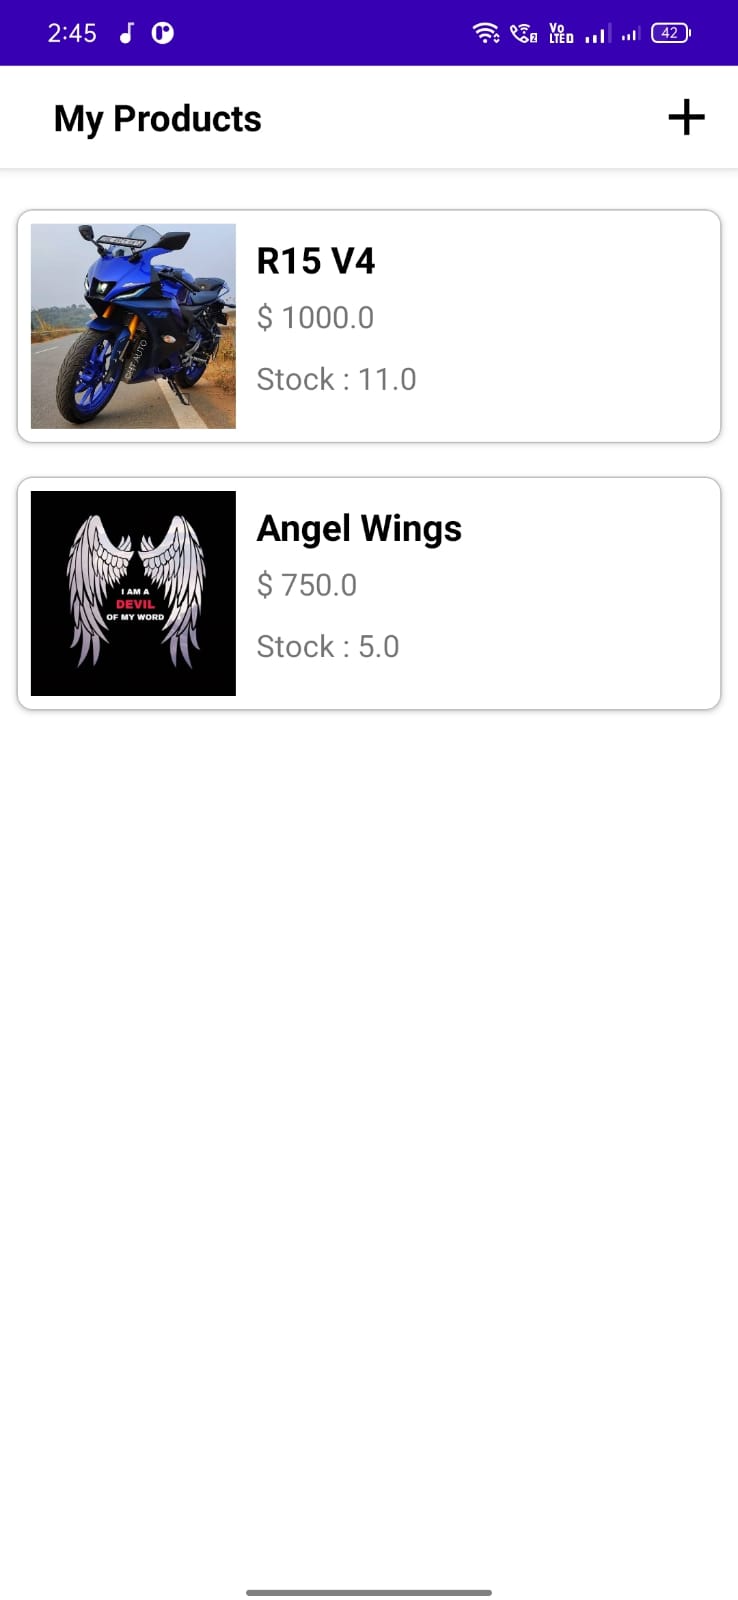 2:45
Vo
LTED
42
My Products
R15 V4
$ 1000.0
Stock : 11.0
Angel Wings
$ 750.0
Stock : 5.0
I AM A
DEVIL
OF MY WORD